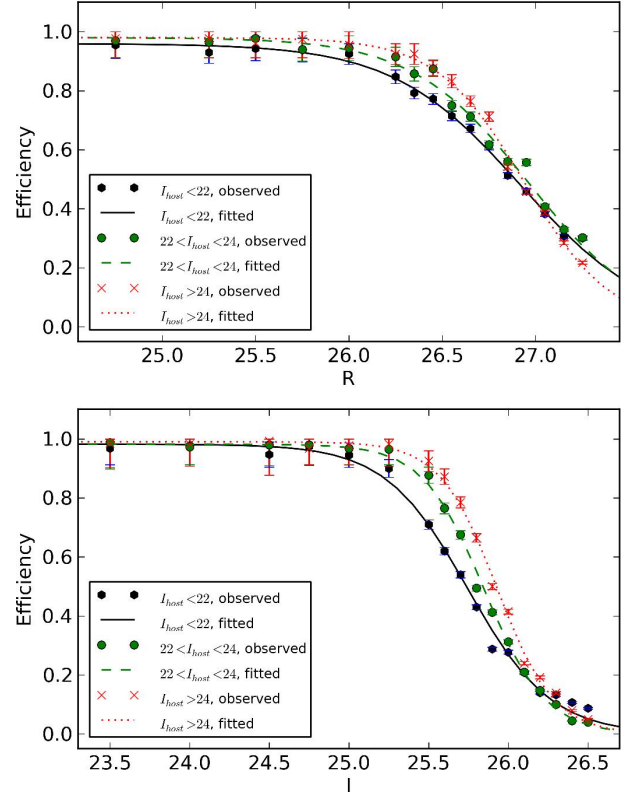 1.0
0.8
0.6
0.4
0.2
0.0
Efficiency
I_host<22, observed
I_host<22, fitted
22<I_host<24, observed
22<I_host<24, fitted
I_host>24, observed
I_host>24, fitted
25.0 25.5 26.0 26.5 27.0
R
1.0
0.8
0.6
0.4
0.2
0.0
Efficiency
I_host<22, observed
I_host<22, fitted
22<I_host<24, observed
22<I_host<24, fitted
I_host>24, observed
I_host>24, fitted
23.5 24.0 24.5 25.0 25.5 26.0 26.5
I